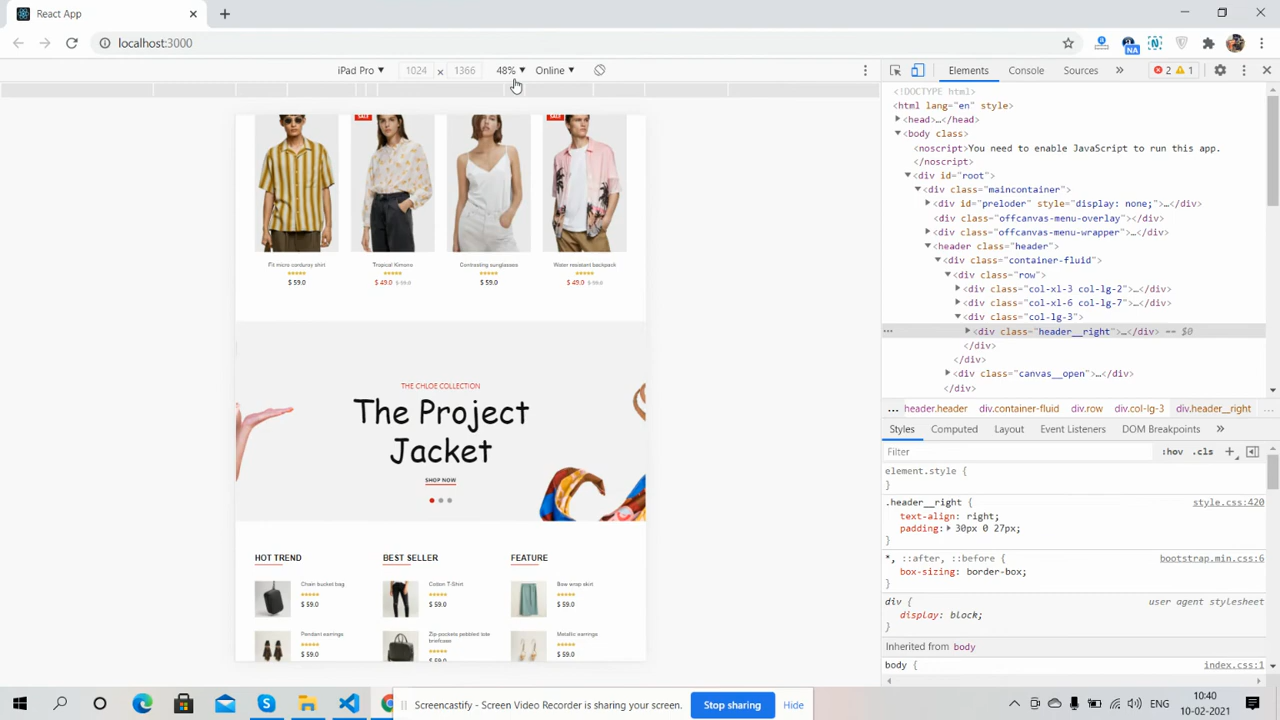 React App
localhost:3000
NA
iPad Pro 1024 × 1366 48% Online
Elements Console Sources » 2 1
SALE SALE
Fit micro corduroy shirt Tropical Kimono Contrasting sunglasses Water resistant backpack
$ 59.0 $ 49.0 $ 59.0 $ 59.0 $ 49.0 $ 59.0
THE CHLOE COLLECTION
The Project
Jacket
SHOP NOW
HOT TREND BEST SELLER FEATURE
Chain bucket bag Cotton T-Shirt Bow wrap skirt
$ 59.0 $ 59.0 $ 59.0
Pendant earrings Zip-pockets pebbled tote Metallic earrings
briefcase
$ 59.0 $ 59.0 $ 59.0
<!DOCTYPE html>
<html lang="en" style>
<head>…</head>
<body class>
<noscript>You need to enable JavaScript to run this app.
</noscript>
<div id="root">
<div class="maincontainer">
<div id="preloder" style="display: none;">…</div>
<div class="offcanvas-menu-overlay"></div>
<div class="offcanvas-menu-wrapper">…</div>
<header class="header">
<div class="container-fluid">
<div class="row">
<div class="col-xl-3 col-lg-2">…</div>
<div class="col-xl-6 col-lg-7">…</div>
<div class="col-lg-3">
… <div class="header__right">…</div> == $0
</div>
</div>
<div class="canvas__open">…</div>
</div>
… header.header div.container-fluid div.row div.col-lg-3 div.header__right …
Styles Computed Layout Event Listeners DOM Breakpoints »
Filter :hov .cls +
element.style {
}
.header__right { style.css:420
text-align: right;
padding: 30px 0 27px;
}
*, ::after, ::before { bootstrap.min.css:6
box-sizing: border-box;
}
div { user agent stylesheet
display: block;
}
Inherited from body
body { index.css:1
Screencastify - Screen Video Recorder is sharing your screen. Stop sharing Hide
10:40
10-02-2021